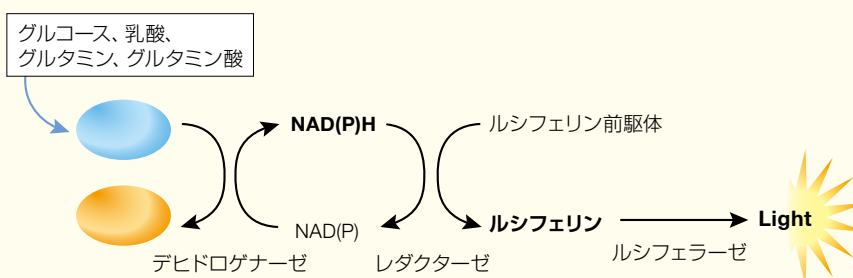 グルコース、乳酸、
グルタミン、グルタミン酸
NAD(P)H
ルシフェリン前駆体
NAD(P)
ルシフェリン
Light
デヒドロゲナーゼ
レダクターゼ
ルシフェラーゼ